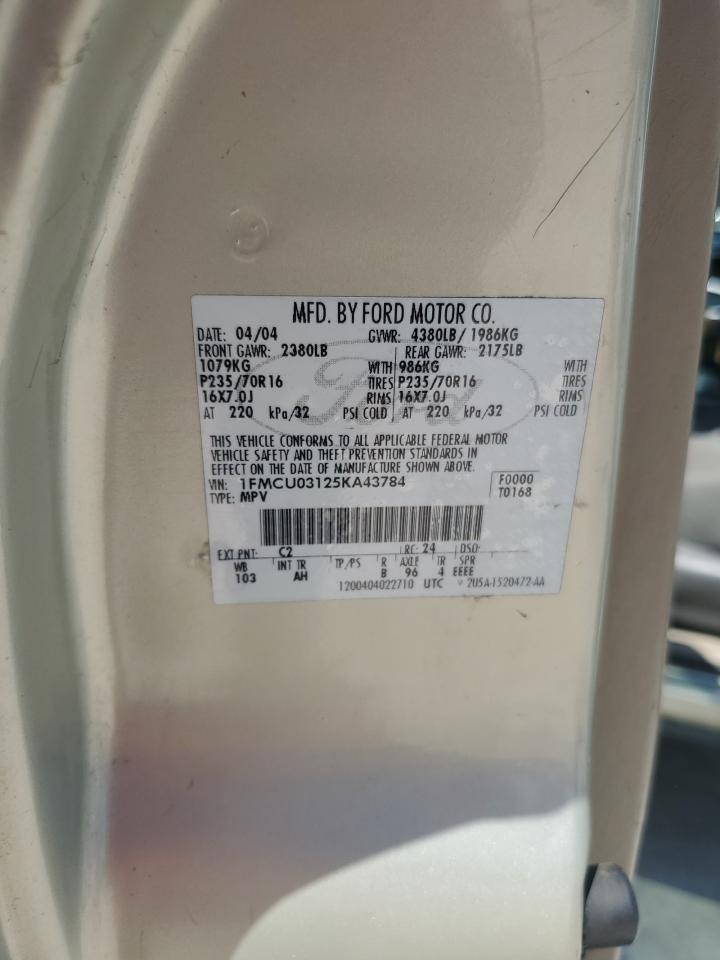 MFD. BY FORD MOTOR CO.
DATE: 04/04 GVWR: 4380LB/ 1986KG
FRONT GAWR: 2380LB REAR GAWR: 2175LB
1079KG WITH 986KG WITH
P235/70R16 TIRES P235/70R16 TIRES
16X7.0J RIMS 16X7.0J RIMS
AT 220 kPa/32 PSI COLD AT 220 kPa/32 PSI COLD
Ford
THIS VEHICLE CONFORMS TO ALL APPLICABLE FEDERAL MOTOR
VEHICLE SAFETY AND THEFT PREVENTION STANDARDS IN
EFFECT ON THE DATE OF MANUFACTURE SHOWN ABOVE.
VIN: 1FMCU03125KA43784 F0000
TYPE: MPV T0168
EXT PNT: C2 RC: 24 DSO:
WB INT TR TP/PS R AXLE TR SPR
103 AH B 96 4 EEEE
1200404022710 UTC 2U5A-1520472-AA